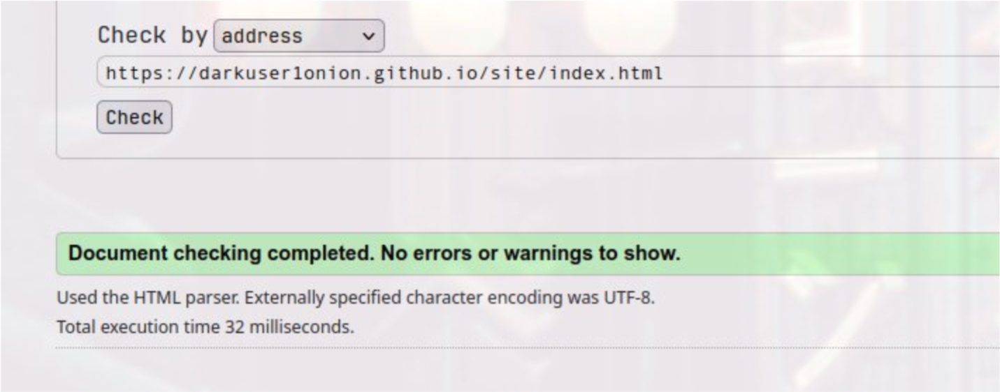 Check by address
https://darkuser1onion.github.io/site/index.html
Check
Document checking completed. No errors or warnings to show.
Used the HTML parser. Externally specified character encoding was UTF-8.
Total execution time 32 milliseconds.